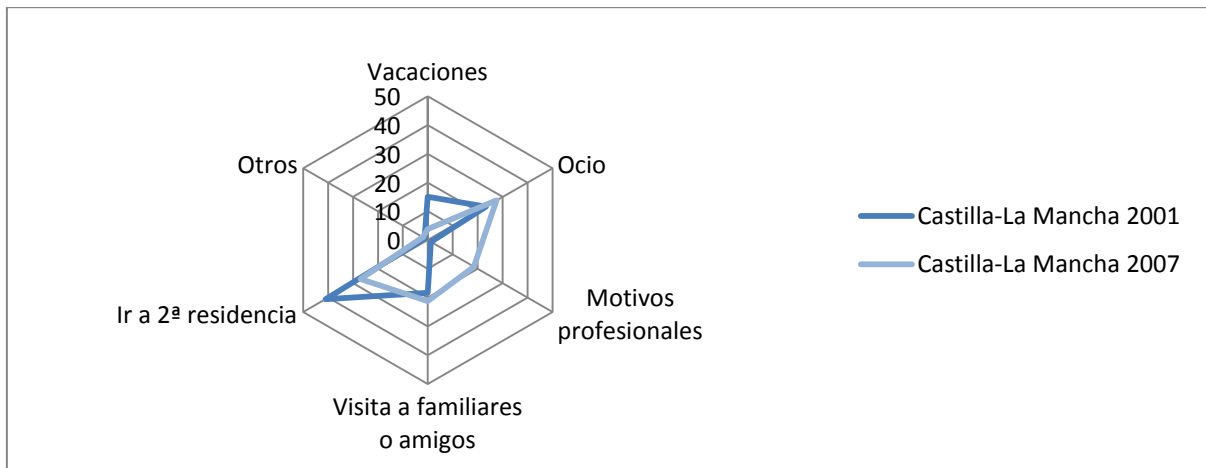 Vacaciones
50
40
30
20
10
0
Otros
Ocio
Motivos
profesionales
Ir a 2ª residencia
Visita a familiares
o amigos
Castilla-La Mancha 2001
Castilla-La Mancha 2007